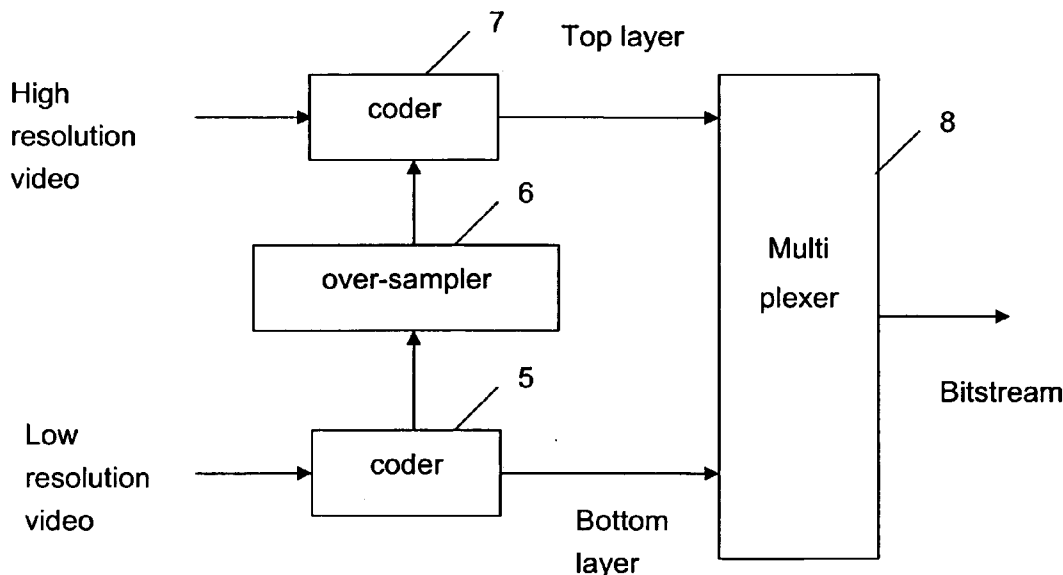 7
Top layer
High
resolution
video
coder
8
6
over-sampler
Multi
plexer
5
Bitstream
Low
resolution
video
coder
Bottom
layer